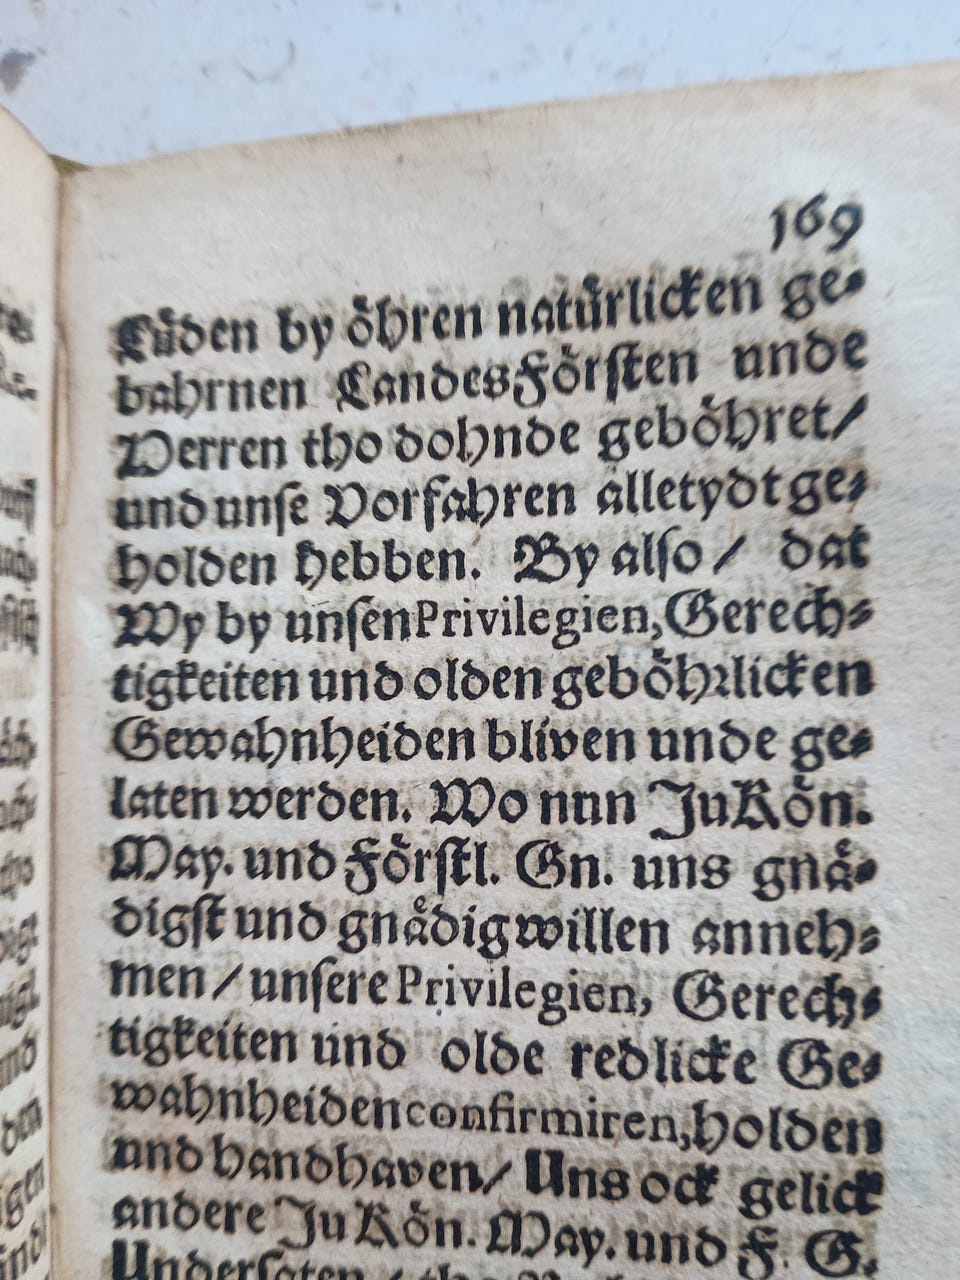 169
Lüden by öhren natürlicken ge-
bahrnen LandesFörsten unde
Herren tho dohnde geböhret/
und unse Vorfahren alletydt ge-
holden hebben. By also / dat
Wy by unsen Privilegien, Gerech-
tigkeiten und olden geböhrlicken
Gewahnheiden bliven unde ge-
laten werden. Wo nun Ju Kön.
May. und Förstl. Gn. uns gnä-
digst und gnädig willen anneh-
men / unsere Privilegien, Gerech-
tigkeiten und olde redlicke Ge-
wahnheiden confirmiren, holden
und handhaven/ Uns ock gelick
andere Ju Kön. May. und F. G.
Undersaten / tho